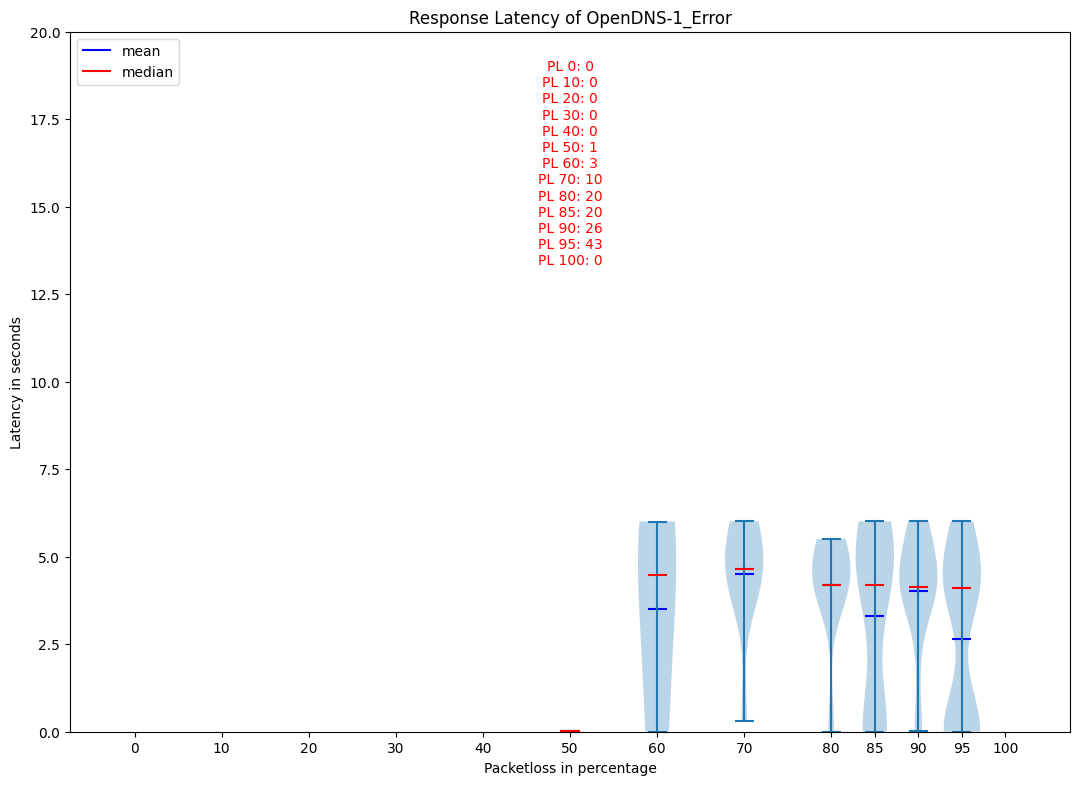 Response Latency of OpenDNS-1_Error
20.0
mean
median
PL 0: 0
PL 10: 0
PL 20: 0
PL 30: 0
PL 40: 0
PL 50: 1
PL 60: 3
PL 70: 10
PL 80: 20
PL 85: 20
PL 90: 26
PL 95: 43
PL 100: 0
17.5
15.0
12.5
10.0
7.5
5.0
2.5
0.0
Latency in seconds
0 10 20 30 40 50 60 70 80 85 90 95 100
Packetloss in percentage